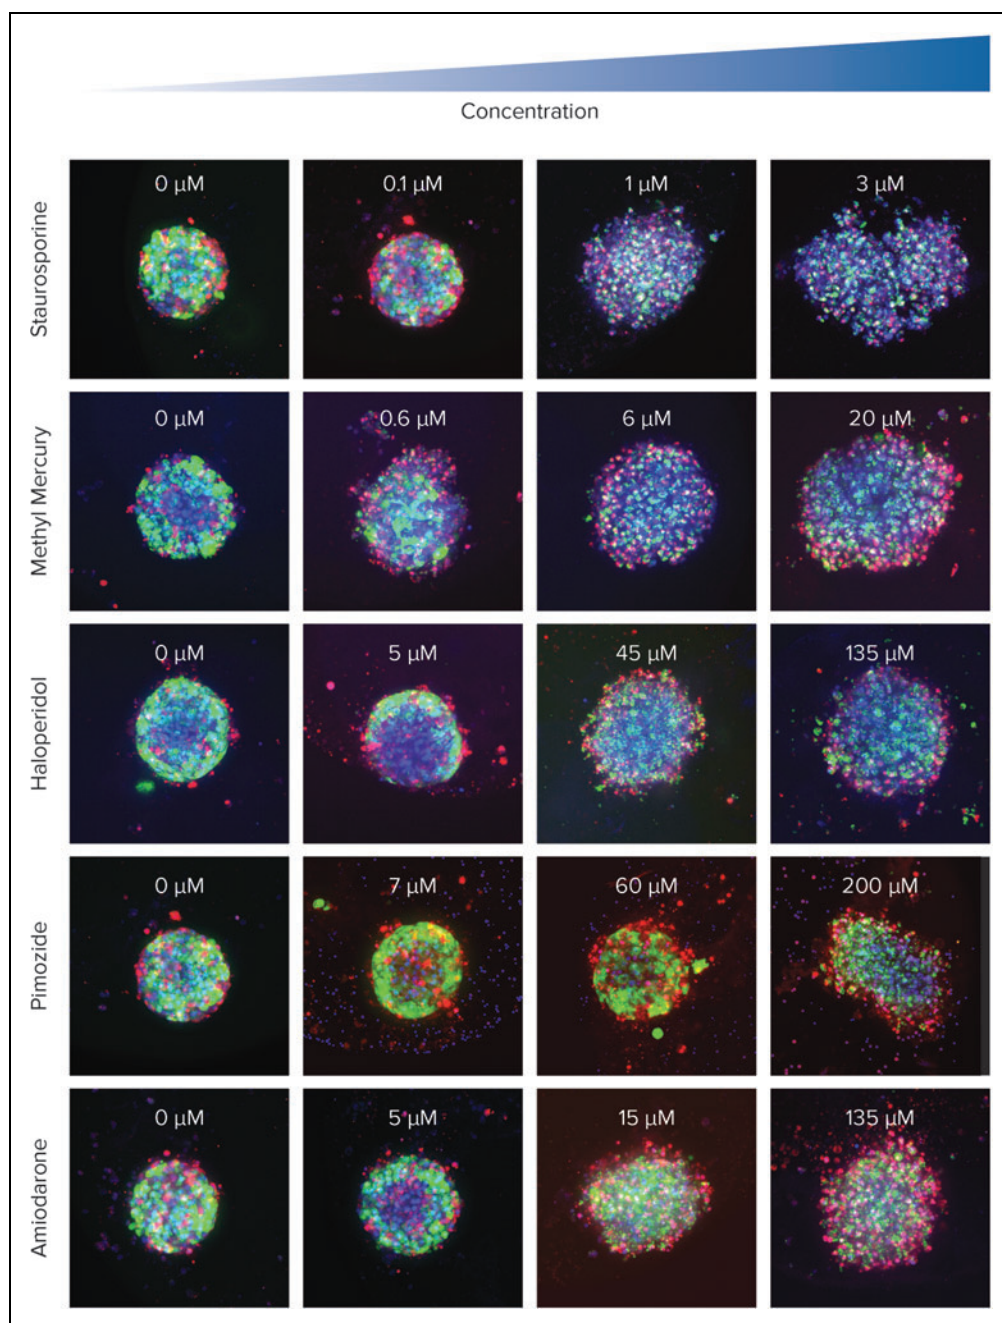 Concentration
Staurosporine
0 μM
0.1 μM
1 μM
3 μM
Methyl Mercury
0 μM
0.6 μM
6 μM
20 μM
Haloperidol
0 μM
5 μM
45 μM
135 μM
Pimozide
0 μM
7 μM
60 μM
200 μM
Amiodarone
0 μM
5 μM
15 μM
135 μM